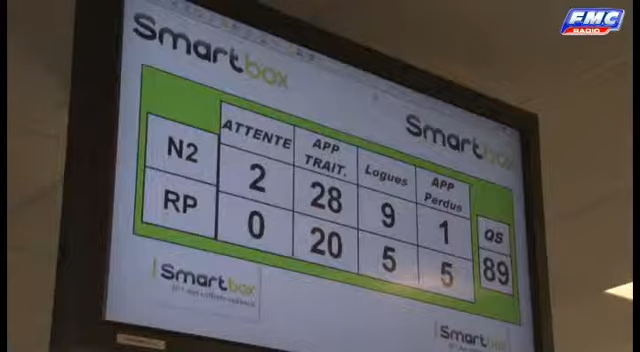 FMC
RADIO
Smartbox
Smartbox
ATTENTE APP TRAIT. Logues APP Perdus
N2 2 28 9 1 QS
RP 0 20 5 5 89
Smartbox
Smartbox